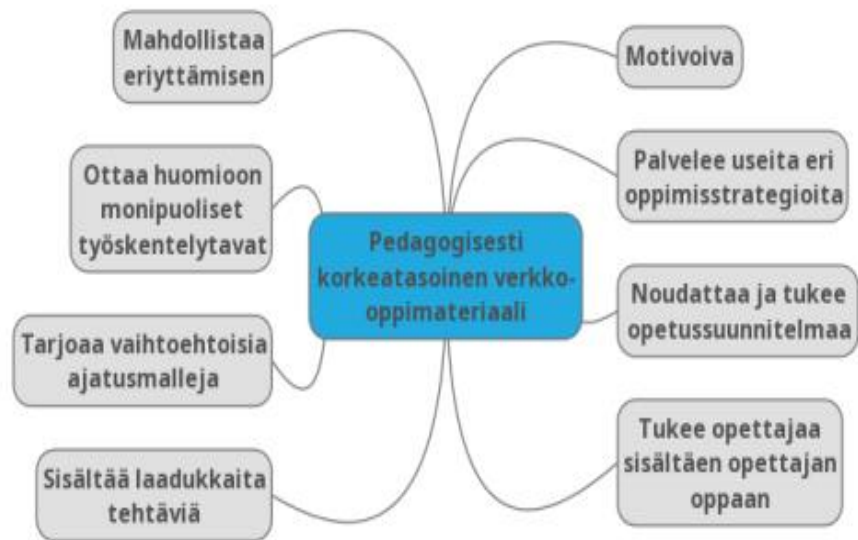 Mahdollistaa
eriyttämisen
Ottaa huomioon
monipuoliset
työskentelytavat
Tarjoaa vaihtoehtoisia
ajatusmalleja
Sisältää laadukkaita
tehtäviä
Pedagogisesti
korkeatasoinen verkko-
oppimateriaali
Motivoiva
Palvelee useita eri
oppimisstrategioita
Noudattaa ja tukee
opetussuunnitelmaa
Tukee opettajaa
sisältäen opettajan
oppaan